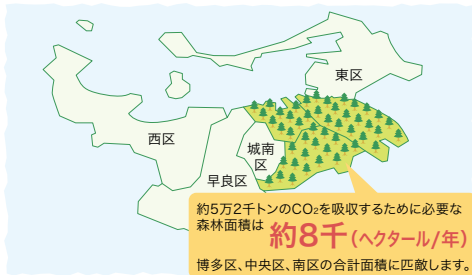 東区
西区
城南
区
早良区
約5万2千トンのCO₂を吸収するために必要な
森林面積は 約8千(ヘクタール/年)
博多区、中央区、南区の合計面積に匹敵します。